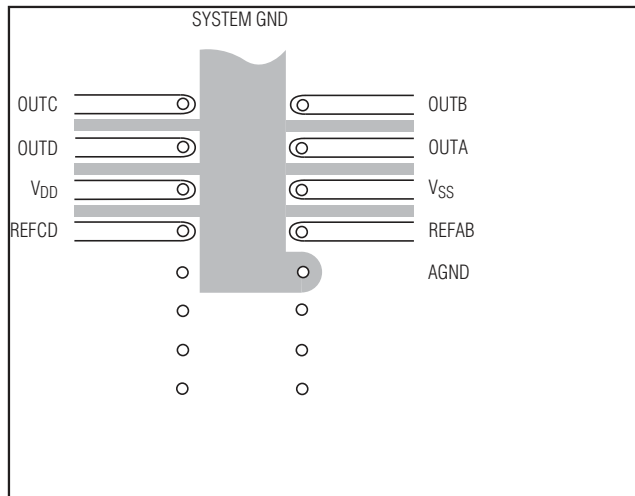 SYSTEM GND
OUTC
OUTB
OUTD
OUTA
VDD
VSS
REFCD
REFAB
AGND